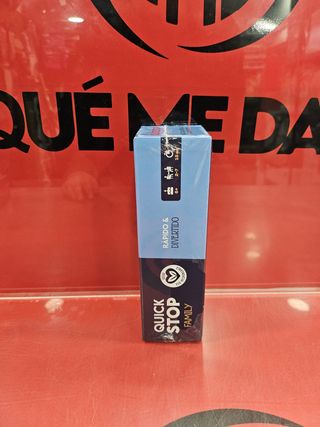 QUÉ ME DA
RÁPIDO &
DIVERTIDO
QUICK
STOP
FAMILY